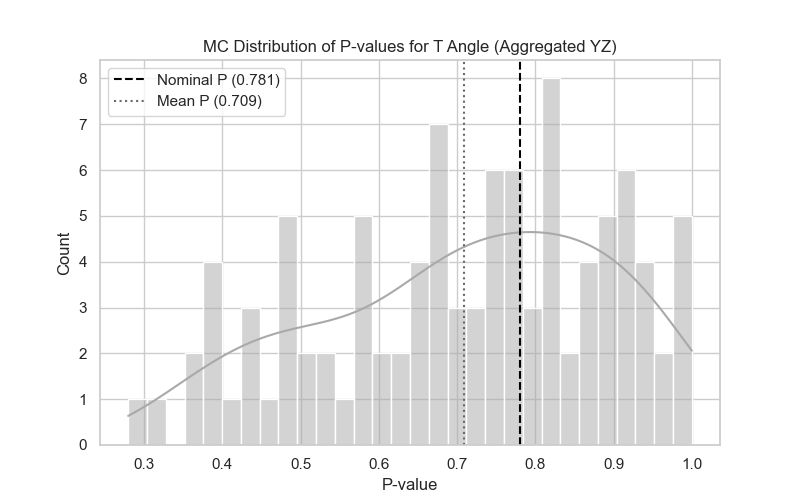 MC Distribution of P-values for T Angle (Aggregated YZ)
Nominal P (0.781)
Mean P (0.709)
Count
8
7
6
5
4
3
2
1
0
0.3 0.4 0.5 0.6 0.7 0.8 0.9 1.0
P-value